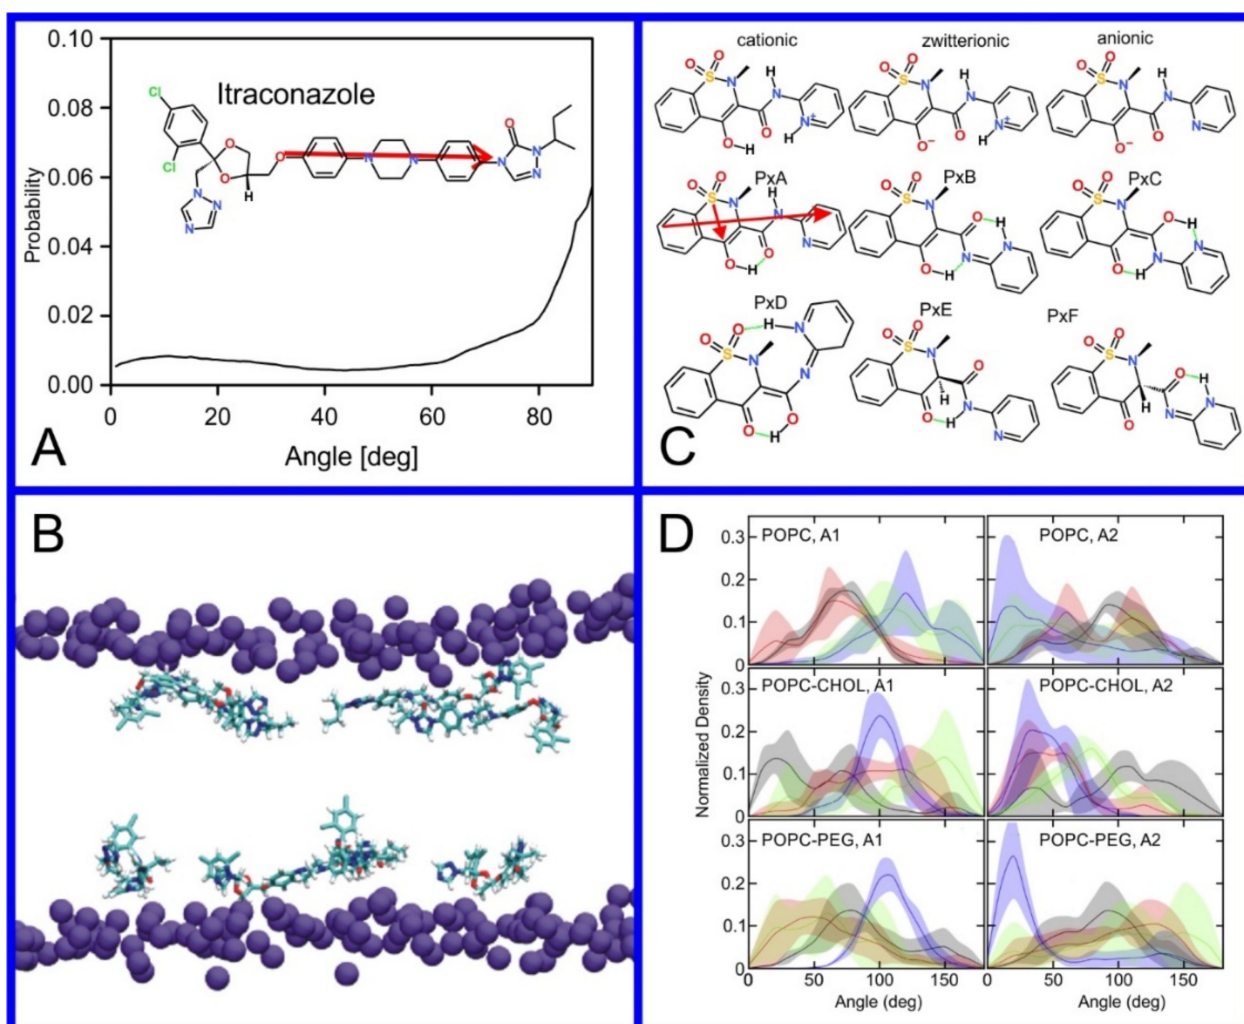 0.10
0.08
0.06
0.04
0.02
0.00
Probability
0
20
40
60
80
Angle [deg]
Itraconazole
Cl
Cl
O
O
H
N
N
N
O
N
N
N
O
N
N
A
B
cationic
zwitterionic
anionic
O
O
S
N
H
N
O
N+
H
O
H
O
O
S
N
H
N
O
N+
H
O-
O
O
S
N
H
N
O
N
O-
PxA
PxB
PxC
O
O
S
N
H
N
N
O
O
H
O
O
S
N
O
H
N
N
O
H
O
O
S
N
O
H
N
N
O
H
PxD
PxE
PxF
O
O
S
N
H
N
N
O
O
H
O
O
S
N
O
H
O
H
N
N
O
O
S
N
O
H
N
N
H
O
C
D
Normalized Density
POPC, A1
POPC, A2
POPC-CHOL, A1
POPC-CHOL, A2
POPC-PEG, A1
POPC-PEG, A2
0.3
0.2
0.1
0
0.3
0.2
0.1
0
0.3
0.2
0.1
0
0
50
100
150
0
50
100
150
Angle (deg)
Angle (deg)